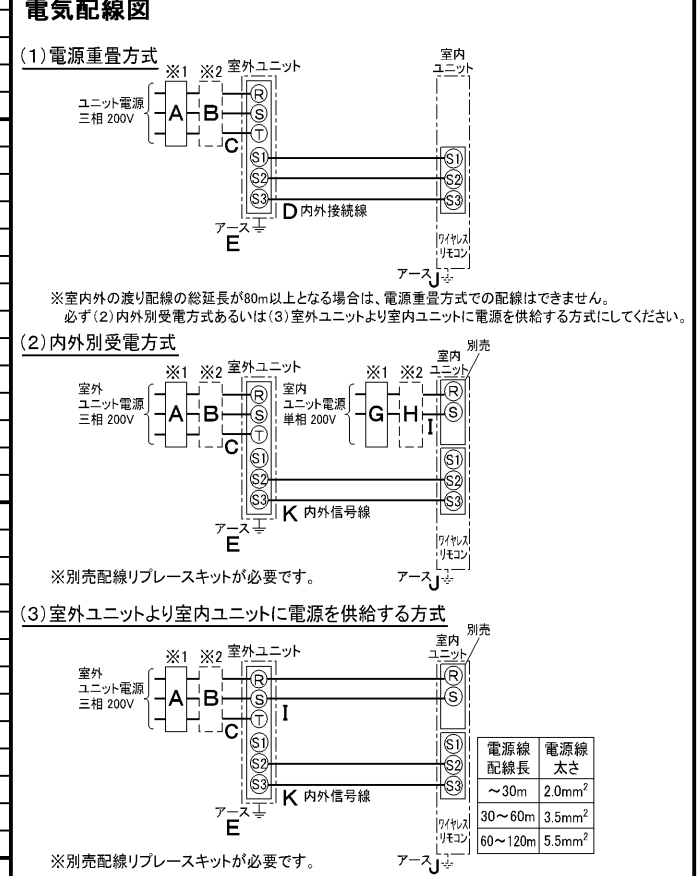 電気配線図
(1)電源重畳方式
※1 ※2 室外ユニット
室内
ユニット
ユニット電源
三相 200V
A B C
R
S
T
S1
S2
S3
S1
S2
S3
D 内外接続線
アース
E
ワイヤレス
リモコン
アース J
※室内外の渡り配線の総延長が80m以上となる場合は、電源重畳方式での配線はできません。
必ず(2)内外別受電方式あるいは(3)室外ユニットより室内ユニットに電源を供給する方式にしてください。
(2)内外別受電方式
※1 ※2 室外ユニット
※1 ※2
室内
ユニット
別売
室外
ユニット電源
三相 200V
A B C
R
S
T
S1
S2
S3
室内
ユニット電源
単相 200V
G H I
R
S
S1
S2
S3
K 内外信号線
アース
E
ワイヤレス
リモコン
アース J
※別売配線リプレースキットが必要です。
(3)室外ユニットより室内ユニットに電源を供給する方式
※1 ※2 室外ユニット
室内
ユニット
別売
室外
ユニット電源
三相 200V
A B C
R
S
T
S1
S2
S3
I
R
S
S1
S2
S3
K 内外信号線
アース
E
ワイヤレス
リモコン
アース J
電源線配線長 電源線太さ
～30m 2.0mm²
30～60m 3.5mm²
60～120m 5.5mm²
※別売配線リプレースキットが必要です。